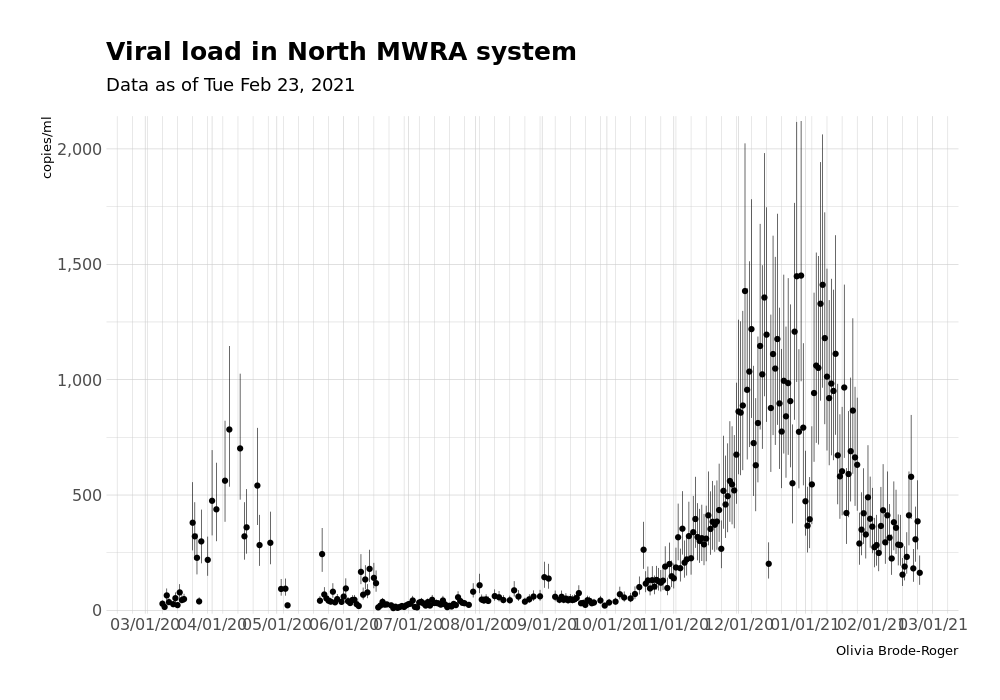 Viral load in North MWRA system
Data as of Tue Feb 23, 2021
copies/ml
2,000
1,500
1,000
500
0
03/01/20 04/01/20 05/01/20 06/01/20 07/01/20 08/01/20 09/01/20 10/01/20 11/01/20 12/01/20 01/01/21 02/01/21 03/01/21
Olivia Brode-Roger